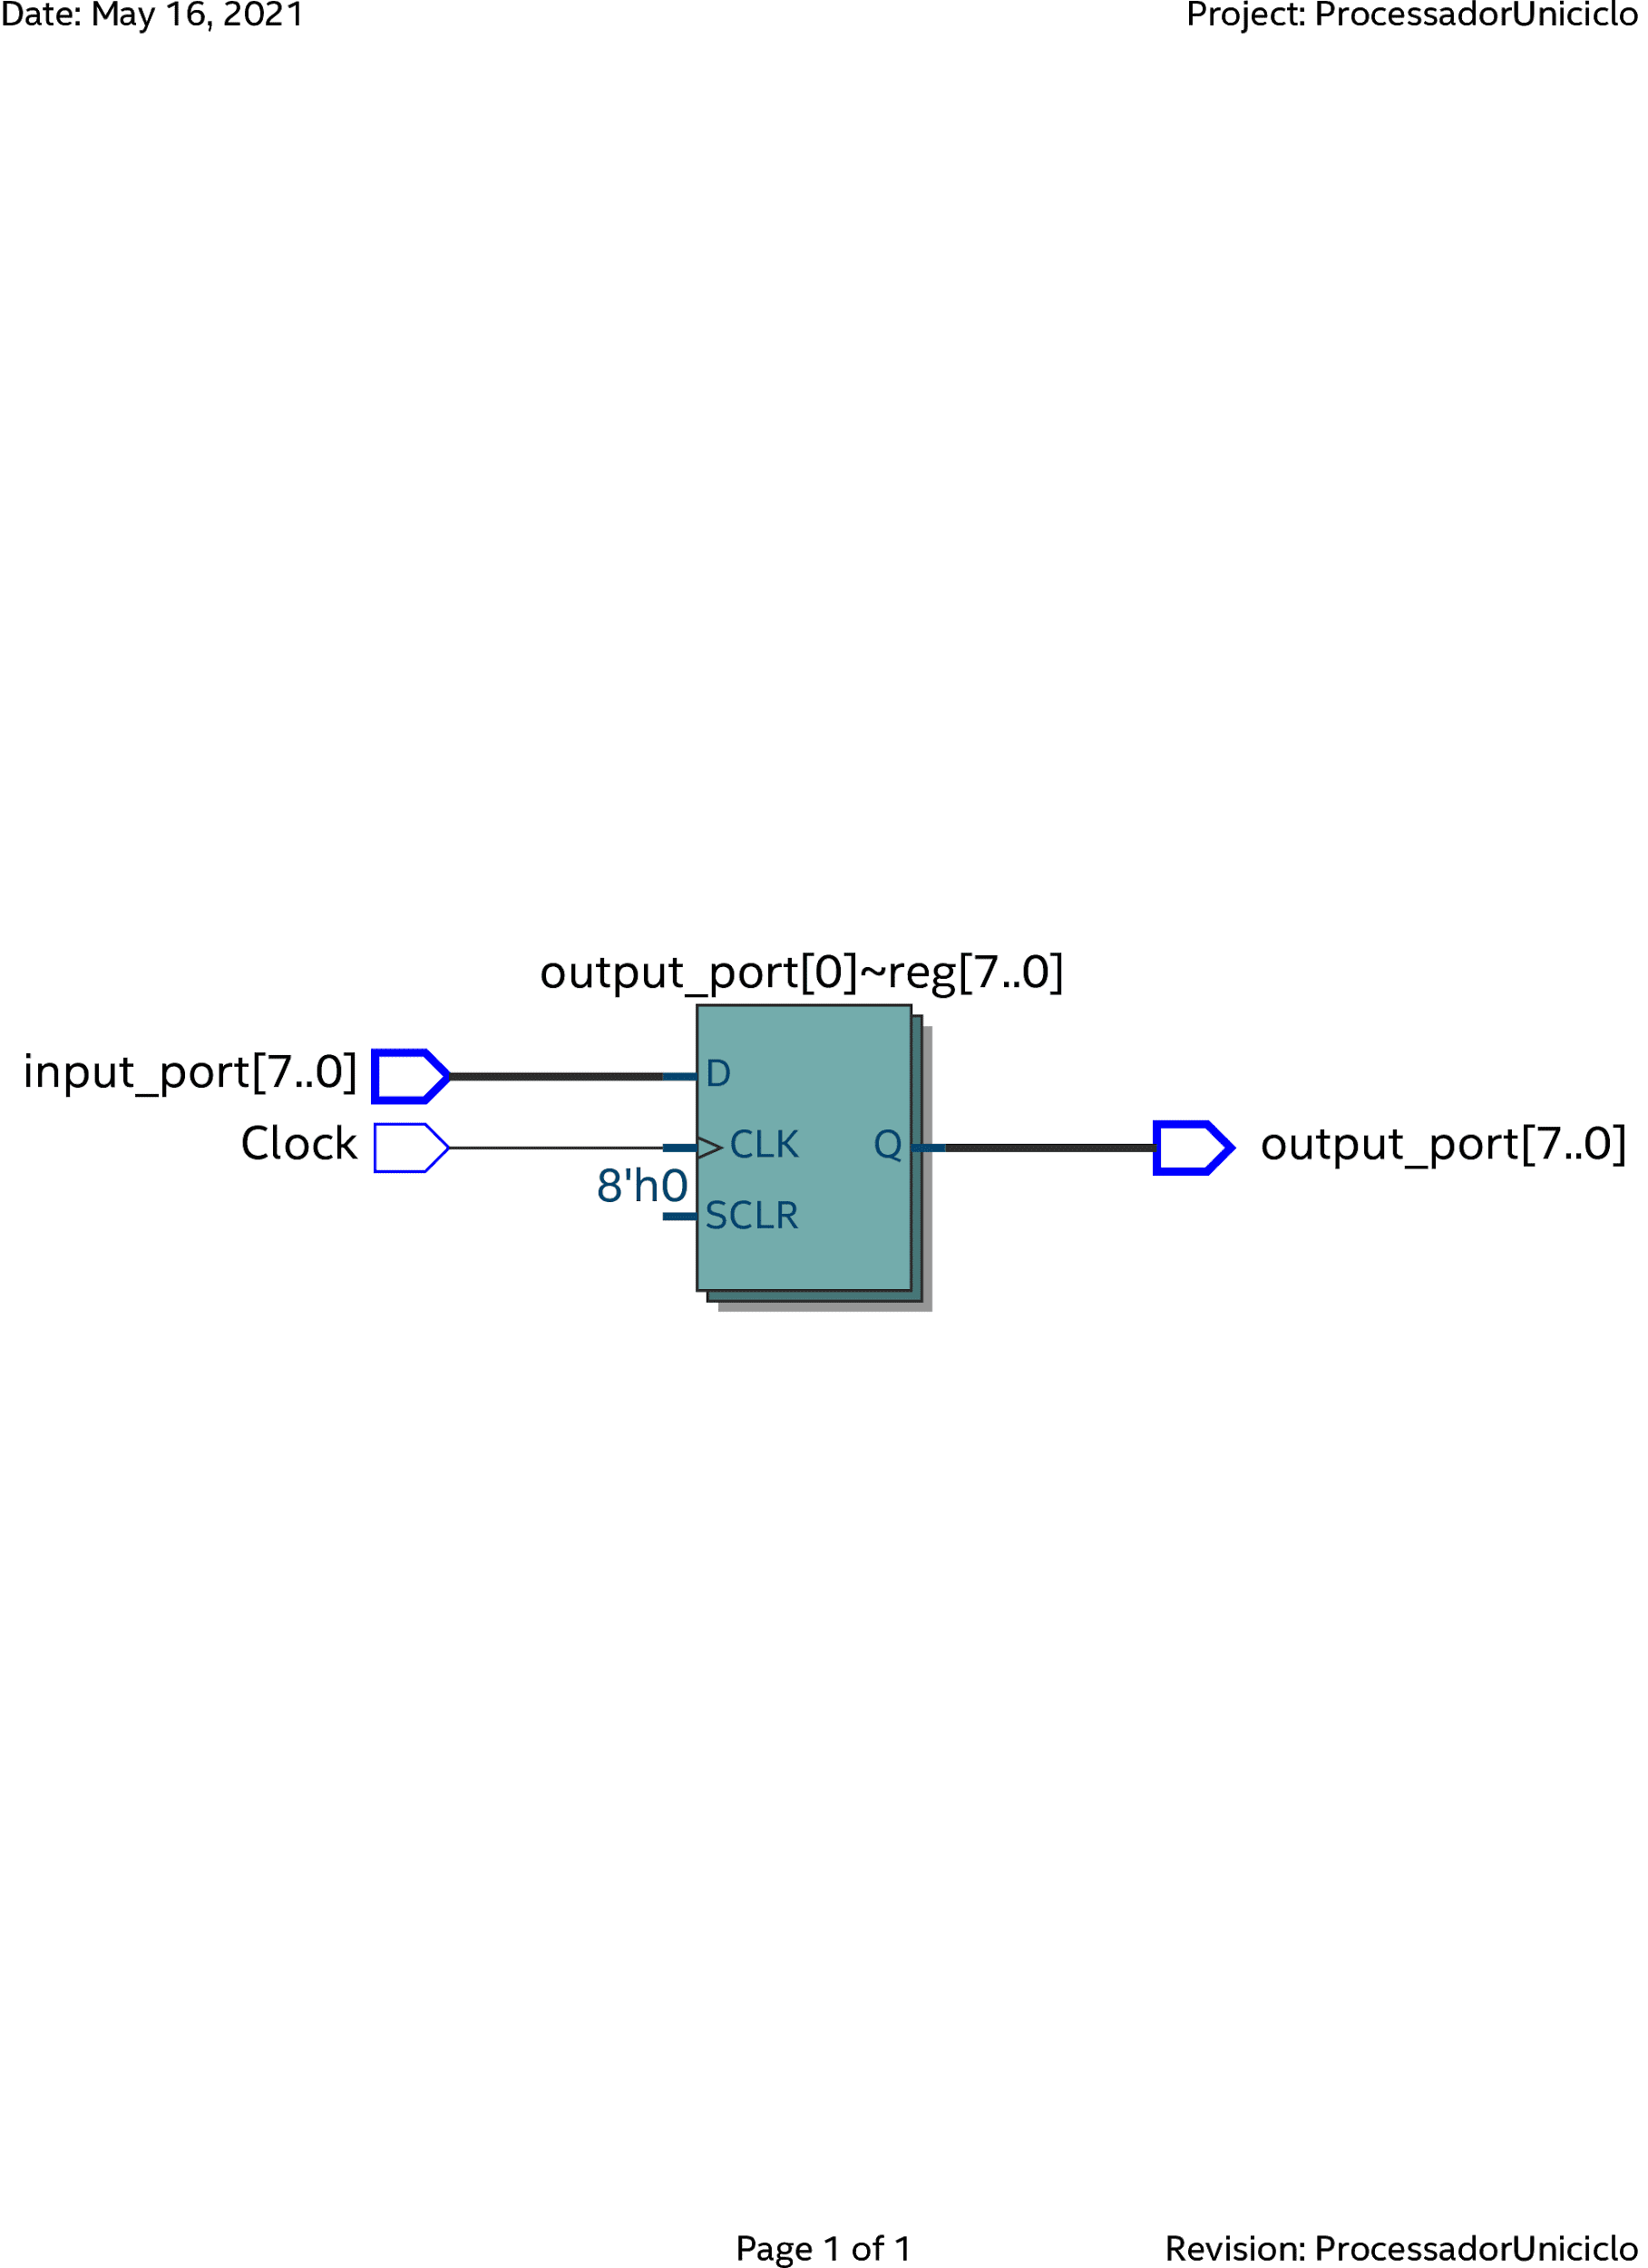 Date: May 16, 2021
Project: ProcessadorUniciclo
output_port[0]~reg[7..0]
input_port[7..0]
D
Clock
CLK
Q
output_port[7..0]
8'h0
SCLR
Page 1 of 1
Revision: ProcessadorUniciclo